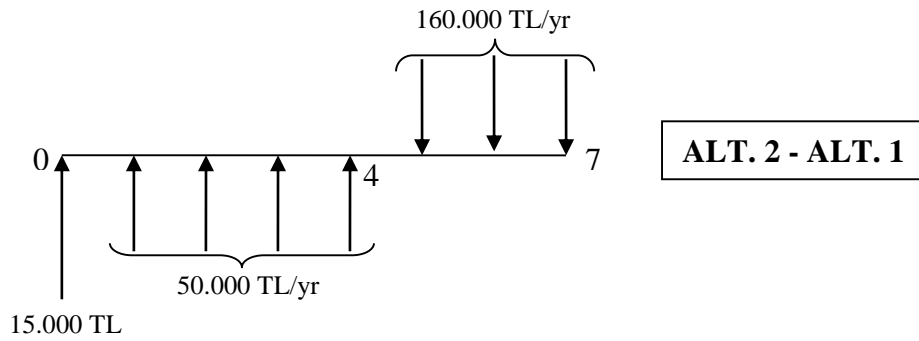 160.000 TL/yr
0
4
7
ALT. 2 - ALT. 1
50.000 TL/yr
15.000 TL